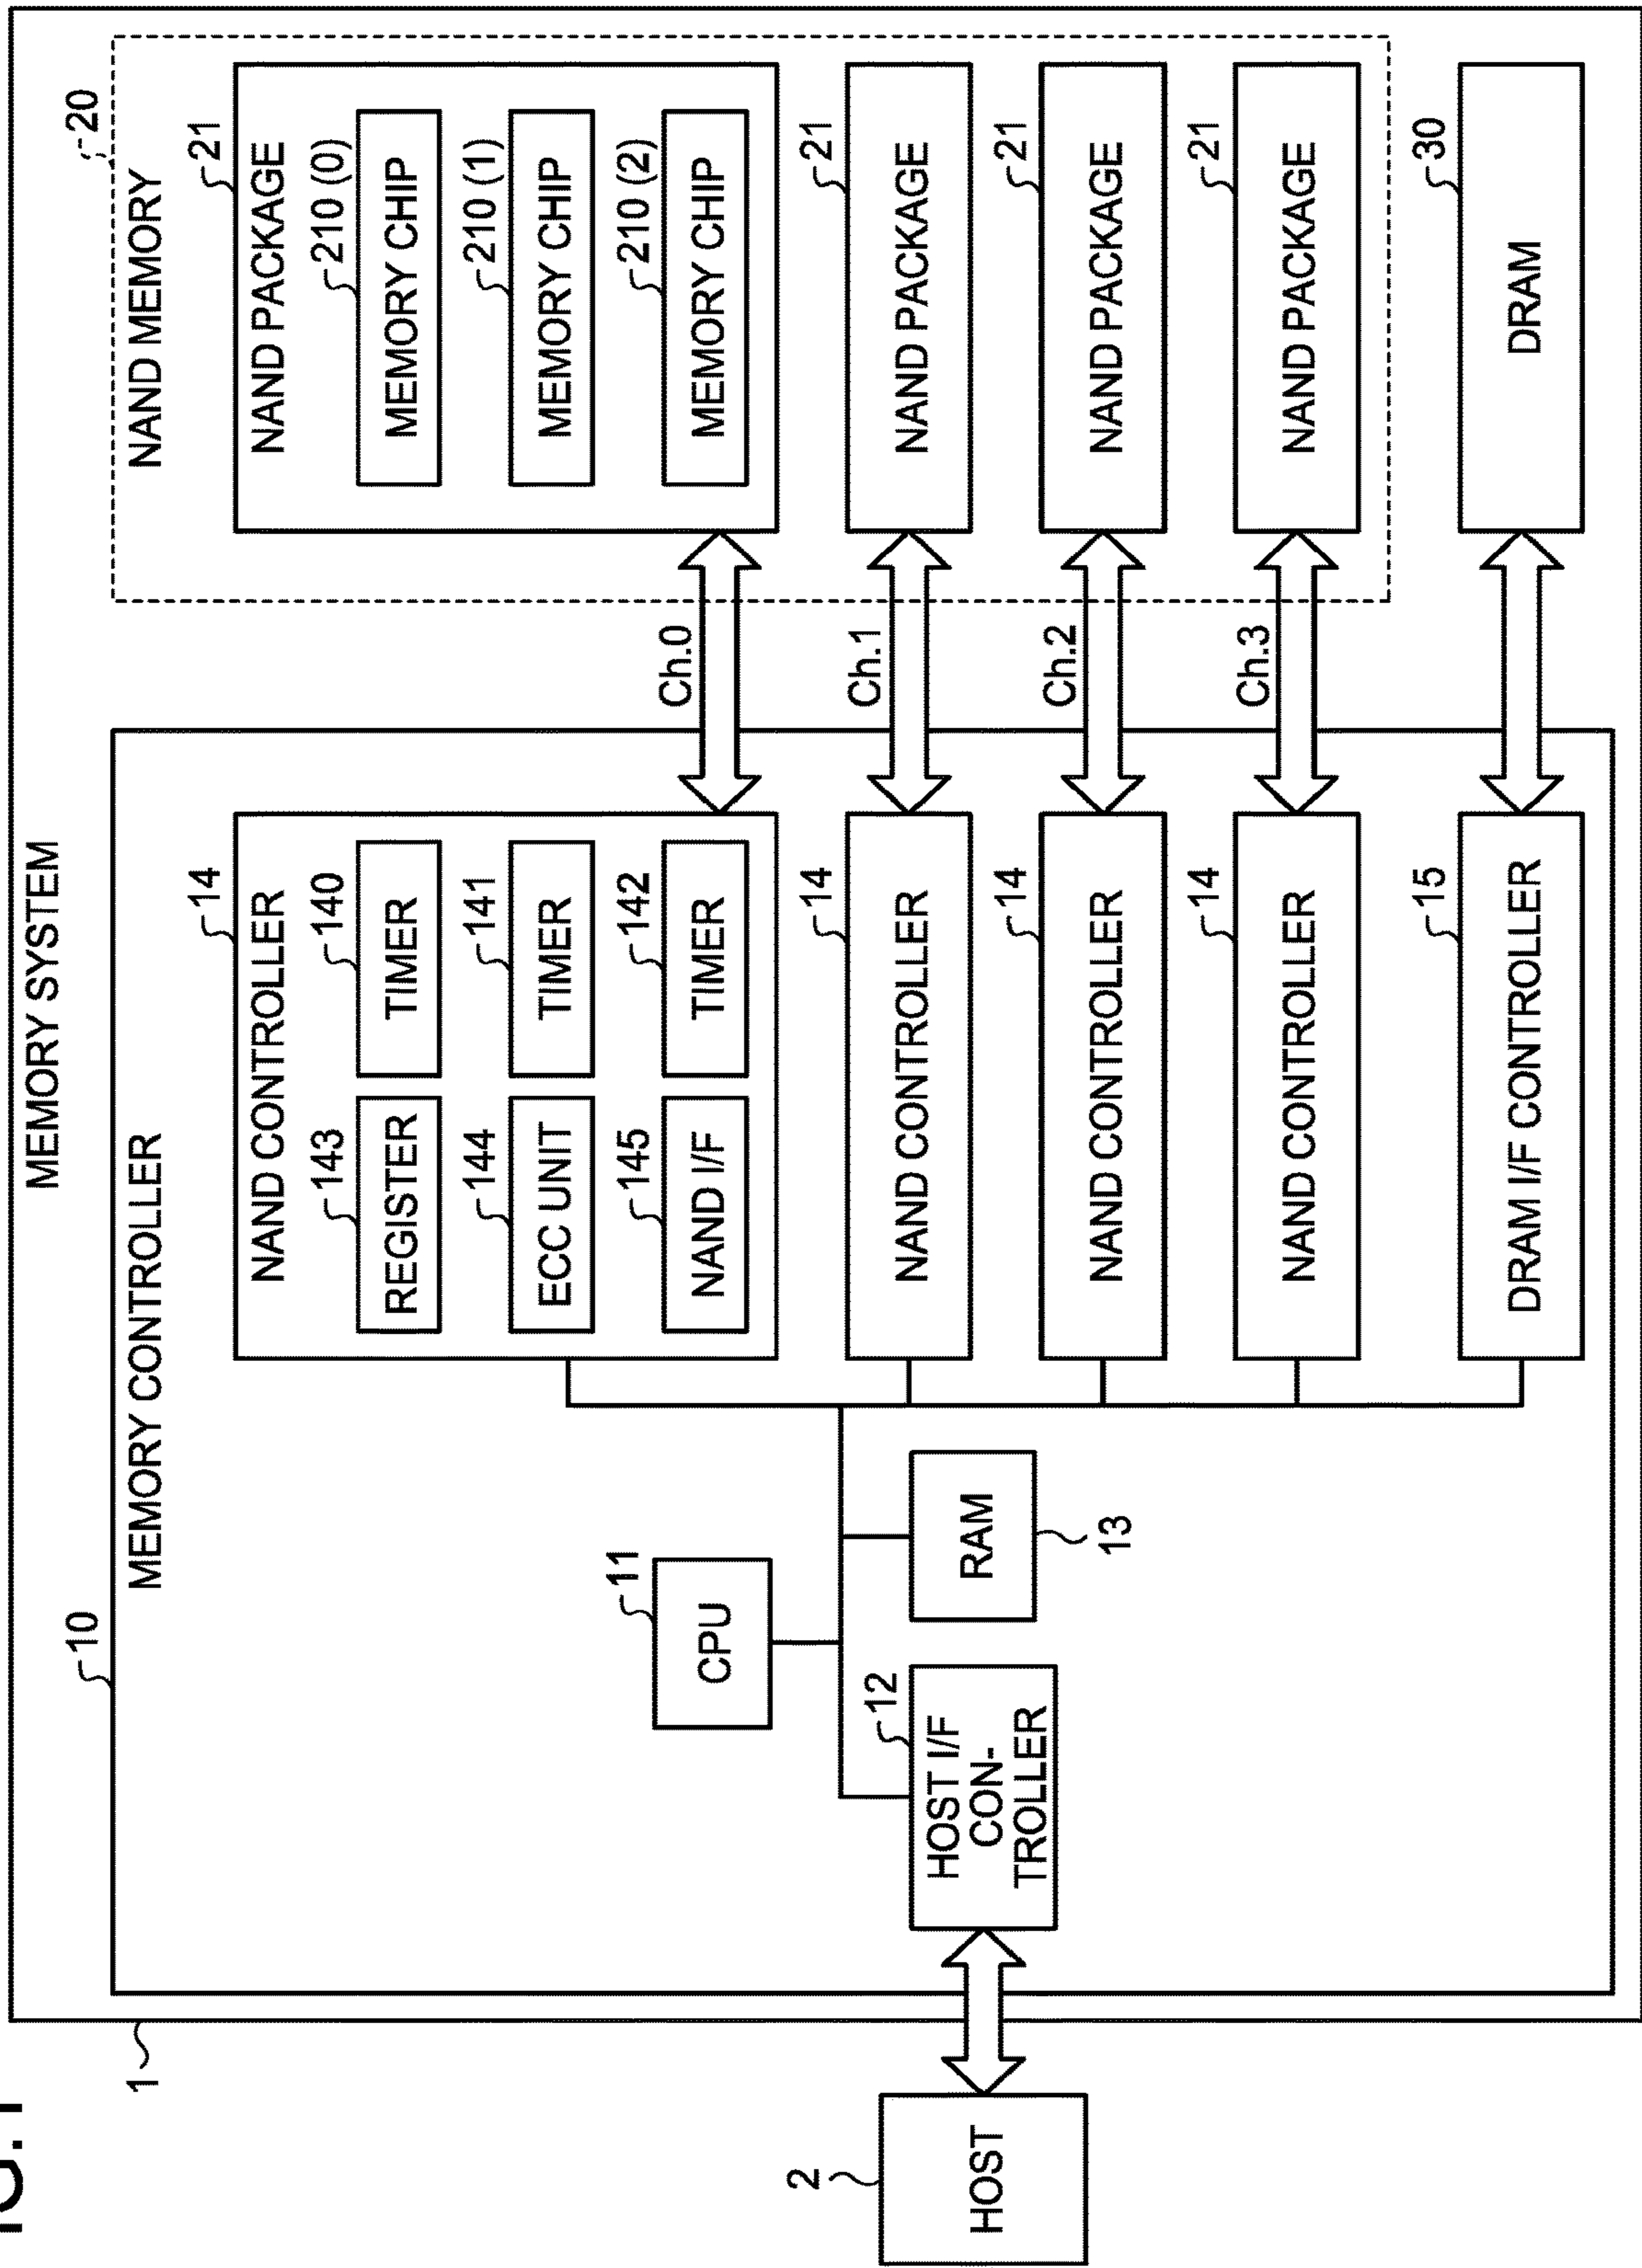 IG. 1
MEMORY SYSTEM
1
10
MEMORY CONTROLLER
2
HOST
12
HOST I/F
CON-
TROLLER
11
CPU
RAM
13
14
NAND CONTROLLER
143
REGISTER
140
TIMER
144
ECC UNIT
141
TIMER
145
NAND I/F
142
TIMER
14
NAND CONTROLLER
14
NAND CONTROLLER
14
NAND CONTROLLER
15
DRAM I/F CONTROLLER
Ch.0
Ch.1
Ch.2
Ch.3
20
NAND MEMORY
21
NAND PACKAGE
210 (0)
MEMORY CHIP
210 (1)
MEMORY CHIP
210 (2)
MEMORY CHIP
21
NAND PACKAGE
21
NAND PACKAGE
21
NAND PACKAGE
30
DRAM